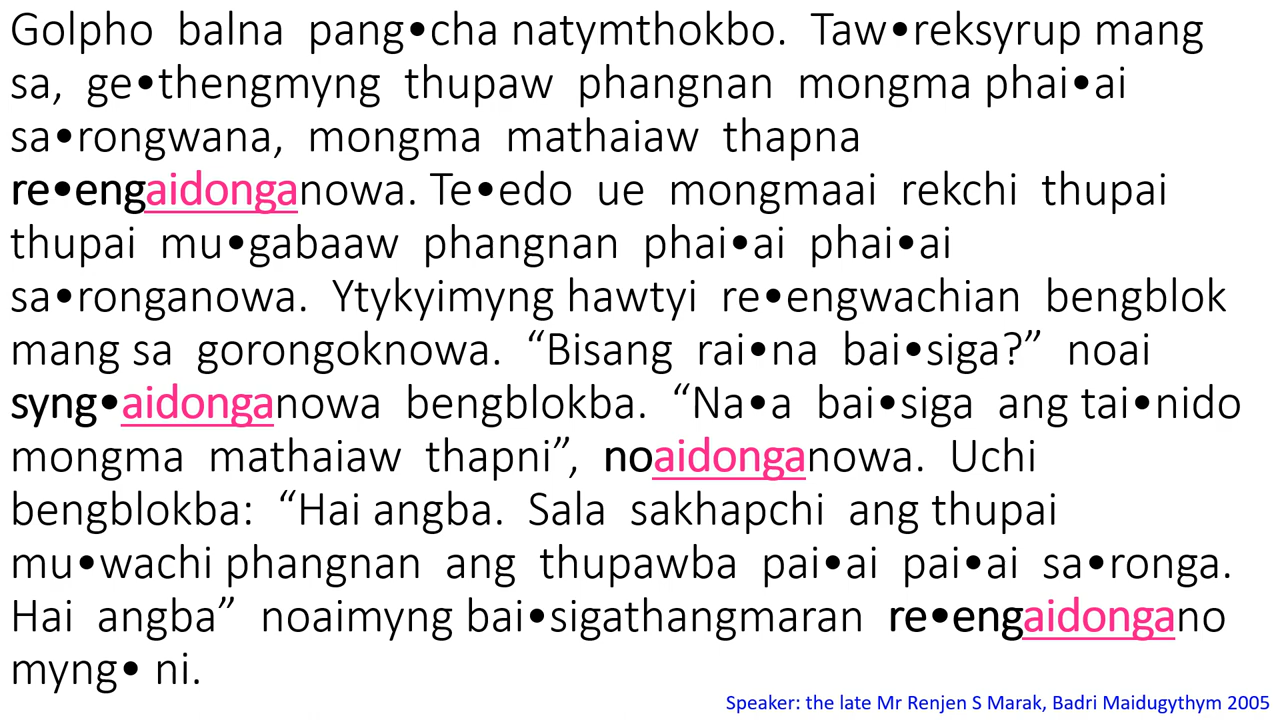 Golpho balna pang•cha natymthokbo. Taw•reksyrup mang
sa, ge•thengmyng thupaw phangnan mongma phai•ai
sa•rongwana, mongma mathaiaw thapna
re•engaidonganowa. Te•edo ue mongmaai rekchi thupai
thupai mu•gabaaw phangnan phai•ai phai•ai
sa•ronganowa. Ytykyimyng hawtyi re•engwachian bengblok
mang sa gorongoknowa. “Bisang rai•na bai•siga?” noai
syng•aidonganowa bengblokba. “Na•a bai•siga ang tai•nido
mongma mathaiaw thapni”, noaidonganowa. Uchi
bengblokba: “Hai angba. Sala sakhapchi ang thupai
mu•wachi phangnan ang thupawba pai•ai pai•ai sa•ronga.
Hai angba” noaimyng bai•sigathangmaran re•engaidongano
myng• ni.
Speaker: the late Mr Renjen S Marak, Badri Maidugythym 2005